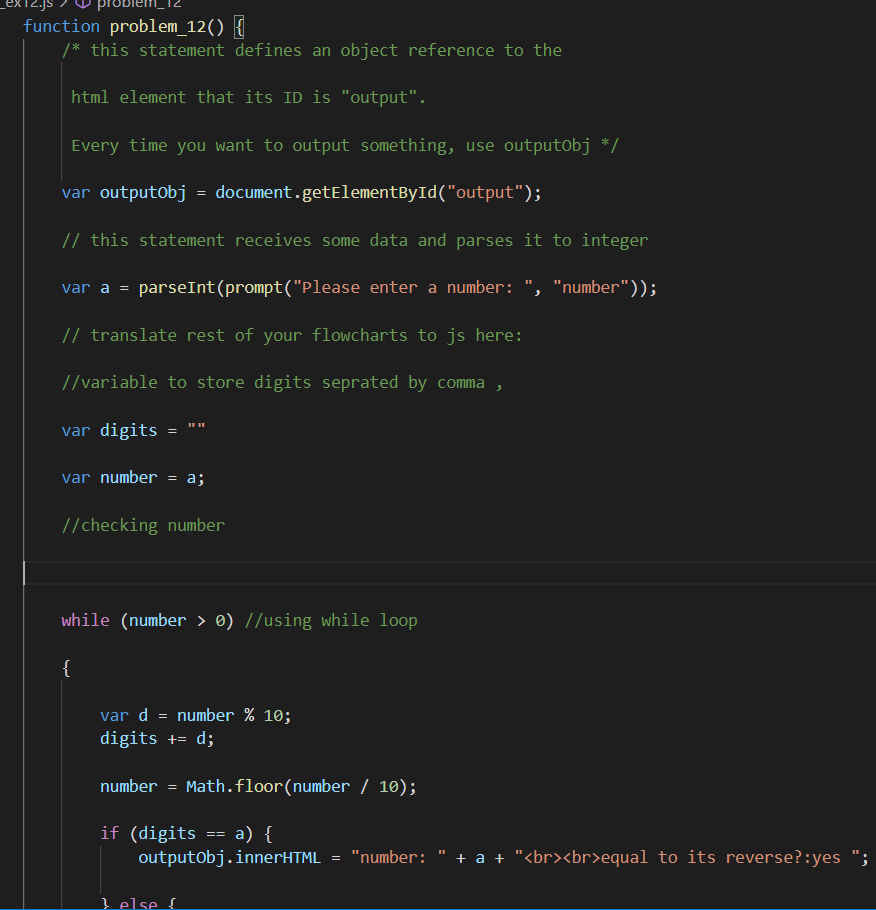 _ex12.js > problem_12
function problem_12() {
/* this statement defines an object reference to the
html element that its ID is "output".
Every time you want to output something, use outputObj */
var outputObj = document.getElementById("output");
// this statement receives some data and parses it to integer
var a = parseInt(prompt("Please enter a number: ", "number"));
// translate rest of your flowcharts to js here:
//variable to store digits seprated by comma ,
var digits = ""
var number = a;
//checking number
while (number > 0) //using while loop
{
var d = number % 10;
digits += d;
number = Math.floor(number / 10);
if (digits == a) {
outputObj.innerHTML = "number: " + a + "<br><br>equal to its reverse?:yes ";
} else {